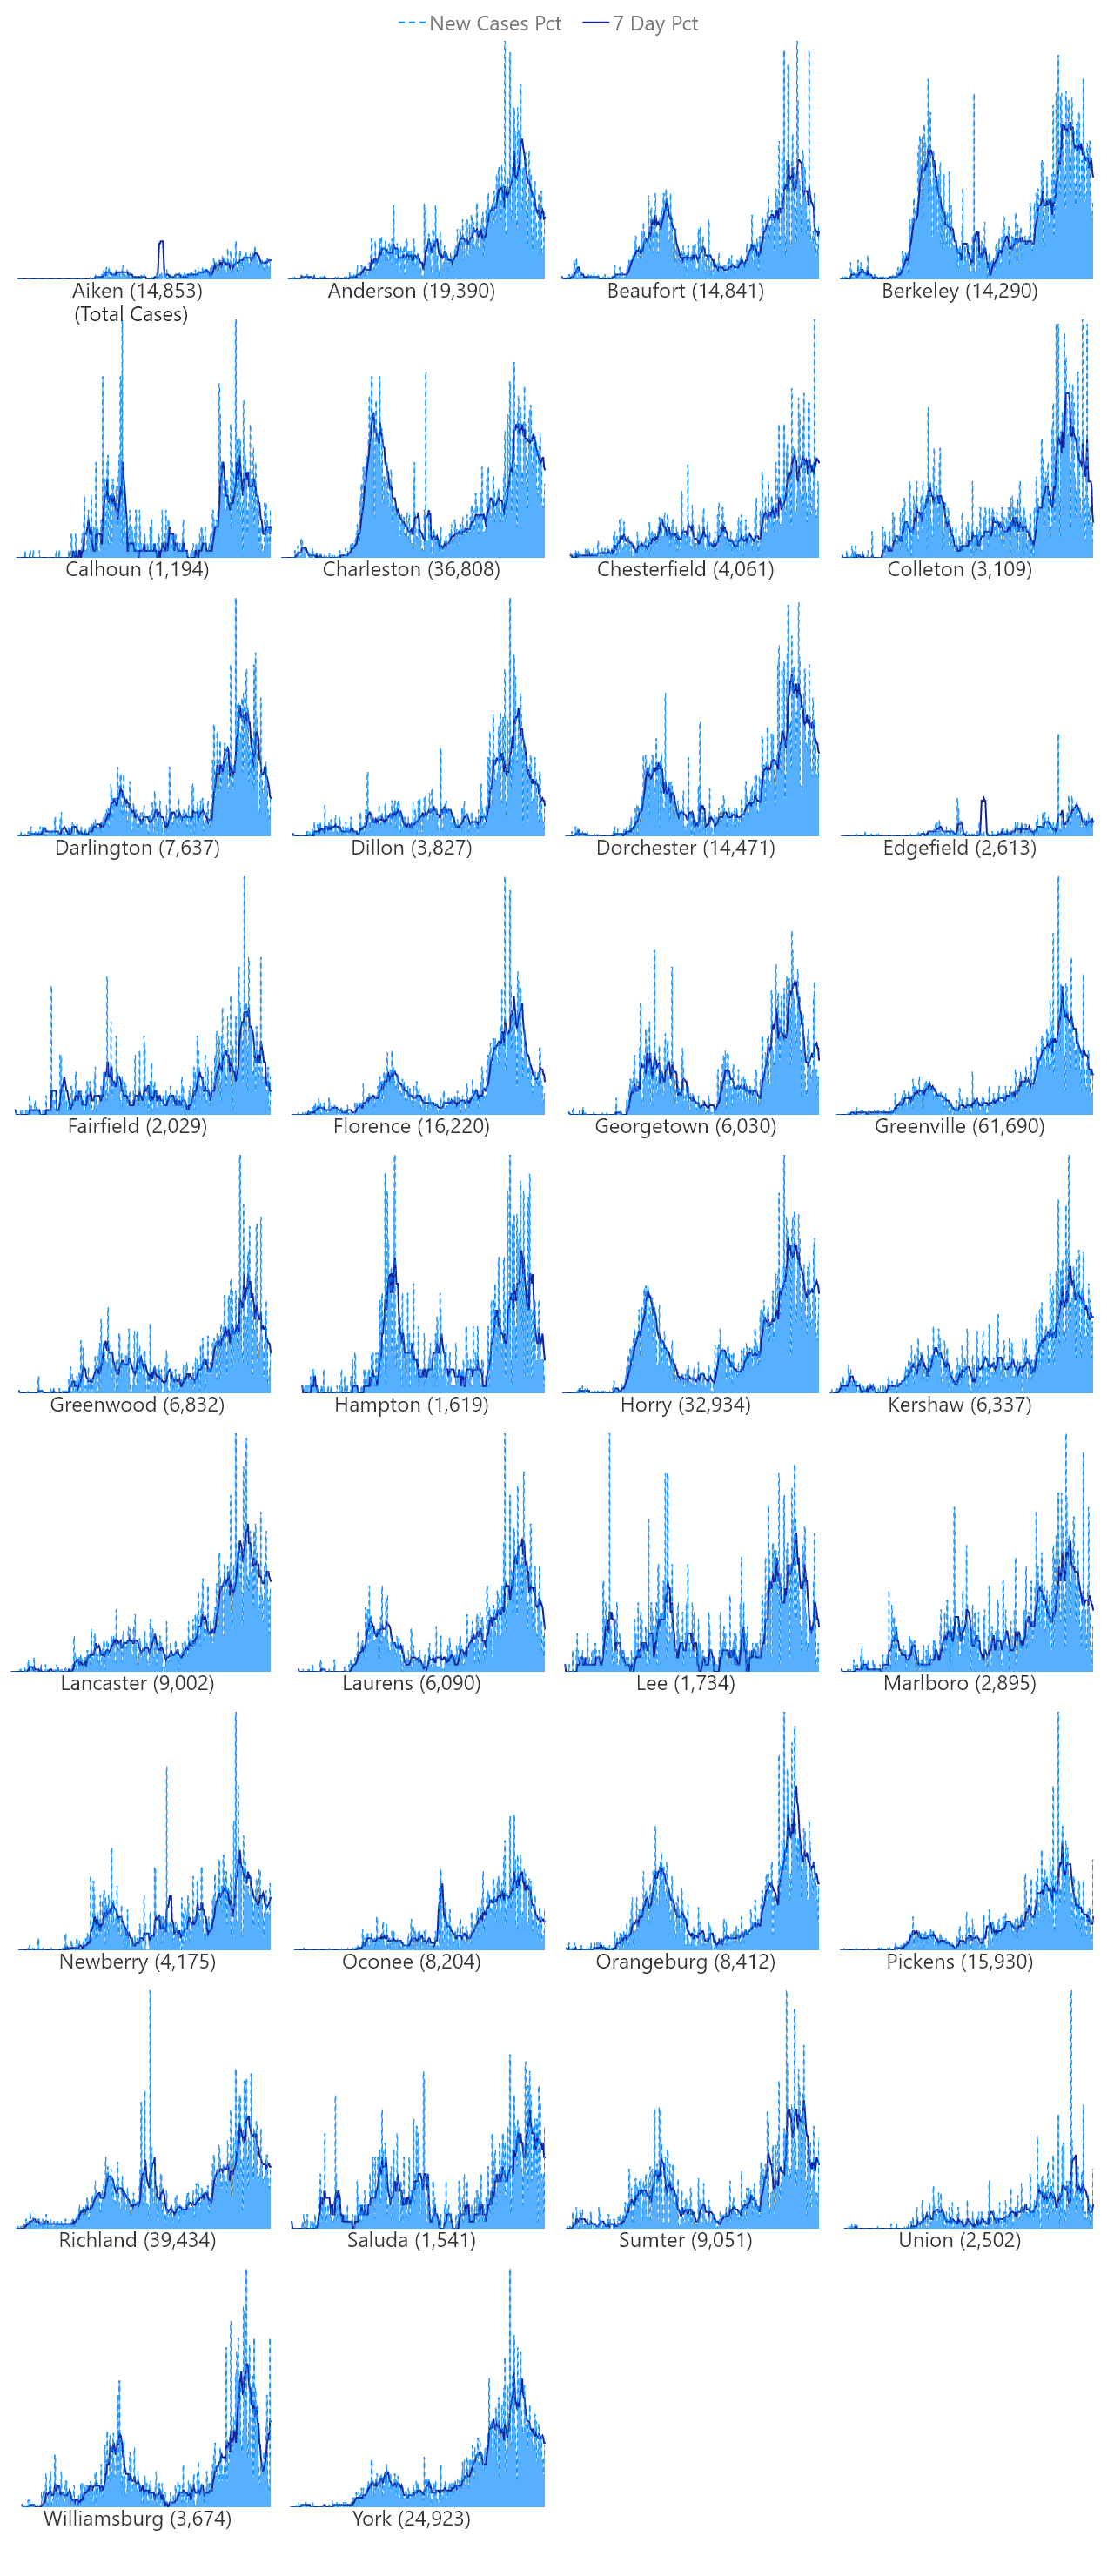 New Cases Pct 7 Day Pct
Aiken (14,853) Anderson (19,390) Beaufort (14,841) Berkeley (14,290)
(Total Cases)
Calhoun (1,194) Charleston (36,808) Chesterfield (4,061) Colleton (3,109)
Darlington (7,637) Dillon (3,827) Dorchester (14,471) Edgefield (2,613)
Fairfield (2,029) Florence (16,220) Georgetown (6,030) Greenville (61,690)
Greenwood (6,832) Hampton (1,619) Horry (32,934) Kershaw (6,337)
Lancaster (9,002) Laurens (6,090) Lee (1,734) Marlboro (2,895)
Newberry (4,175) Oconee (8,204) Orangeburg (8,412) Pickens (15,930)
Richland (39,434) Saluda (1,541) Sumter (9,051) Union (2,502)
Williamsburg (3,674) York (24,923)